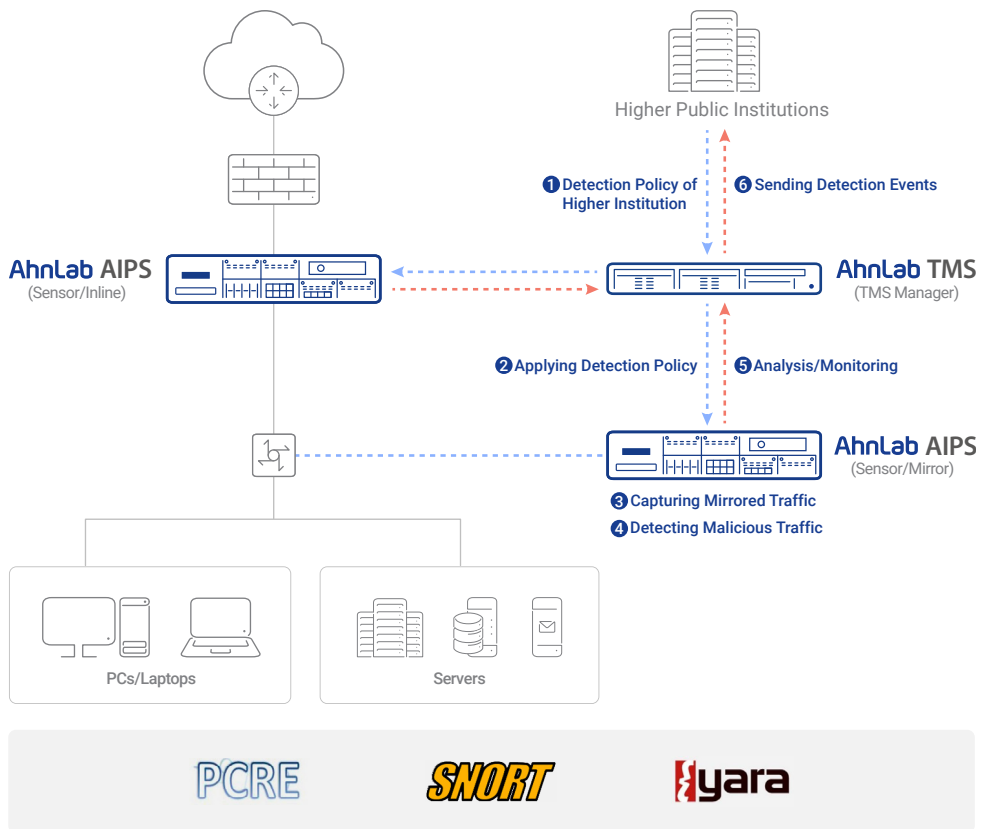 Higher Public Institutions
1 Detection Policy of
Higher Institution
6 Sending Detection Events
AhnLab AIPS
(Sensor/Inline)
AhnLab TMS
(TMS Manager)
2 Applying Detection Policy
5 Analysis/Monitoring
AhnLab AIPS
(Sensor/Mirror)
3 Capturing Mirrored Traffic
4 Detecting Malicious Traffic
PCs/Laptops
Servers
PCRE
SNORT
yara